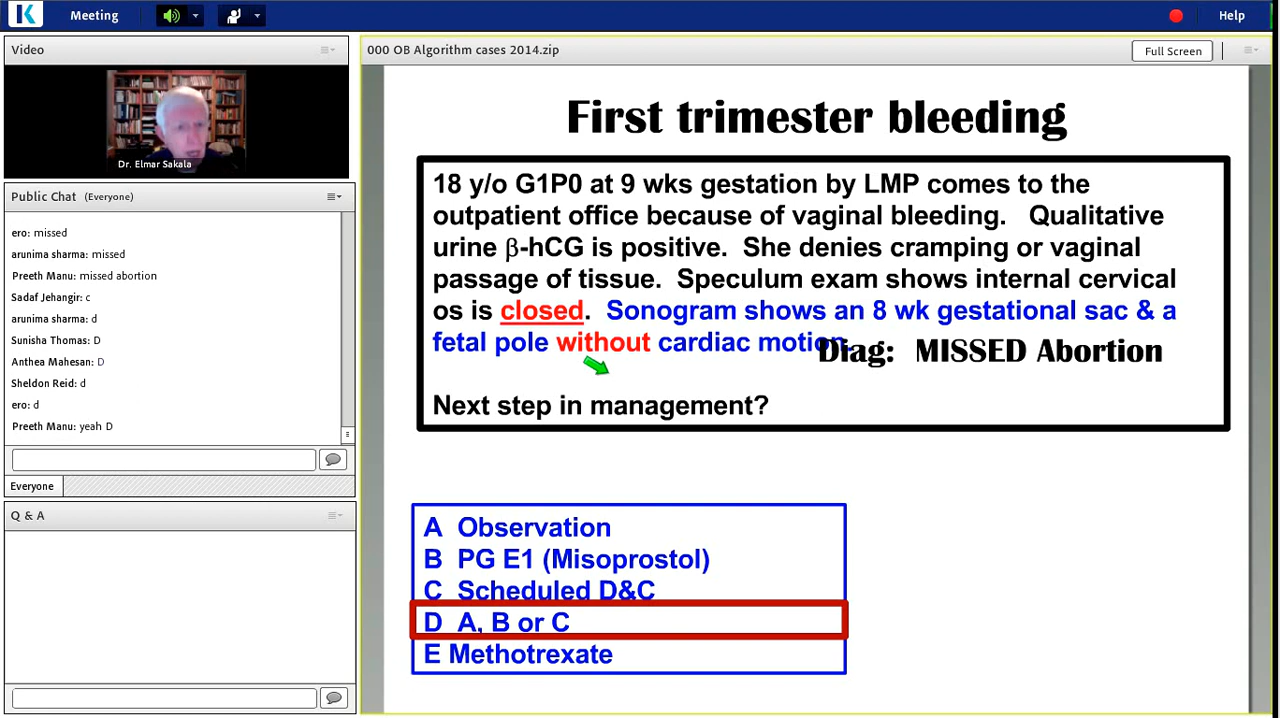 K Meeting Help
Video
Dr. Elmar Sakala
Public Chat (Everyone)
ero: missed
arunima sharma: missed
Preeth Manu: missed abortion
Sadaf Jehangir: c
arunima sharma: d
Sunisha Thomas: D
Anthea Mahesan: D
Sheldon Reid: d
ero: d
Preeth Manu: yeah D
Everyone
Q & A
000 OB Algorithm cases 2014.zip
Full Screen
First trimester bleeding
18 y/o G1P0 at 9 wks gestation by LMP comes to the
outpatient office because of vaginal bleeding. Qualitative
urine β-hCG is positive. She denies cramping or vaginal
passage of tissue. Speculum exam shows internal cervical
os is closed. Sonogram shows an 8 wk gestational sac & a
fetal pole without cardiac motion.
Diag: MISSED Abortion
Next step in management?
A Observation
B PG E1 (Misoprostol)
C Scheduled D&C
D A, B or C
E Methotrexate